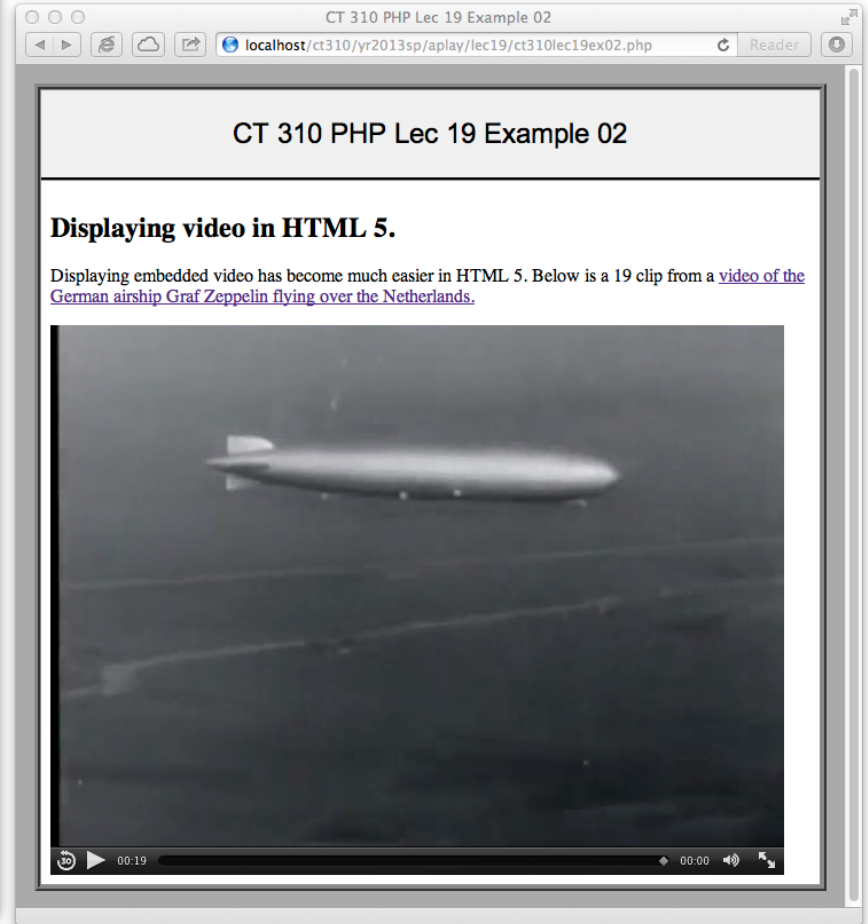 CT 310 PHP Lec 19 Example 02
localhost/ct310/yr2013sp/aplay/lec19/ct310lec19ex02.php
Reader
CT 310 PHP Lec 19 Example 02
Displaying video in HTML 5.
Displaying embedded video has become much easier in HTML 5. Below is a 19 clip from a video of the
German airship Graf Zeppelin flying over the Netherlands.
30 00:19 00:00